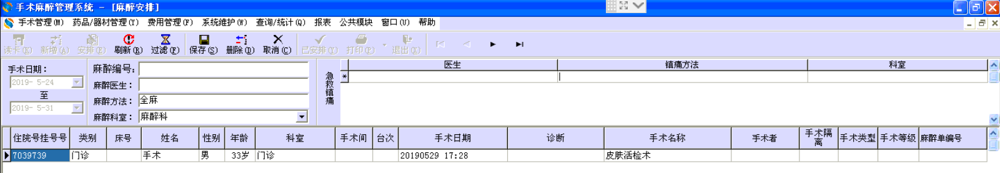 手术麻醉管理系统 - [麻醉安排]
手术管理(M) 药品/器材管理(Y) 费用管理(F) 系统维护(W) 查询/统计(Q) 报表 公共模块 窗口(U) 帮助
读卡(K) 新增(A) 安排(E) 刷新(R) 过滤(F) 保存(S) 删除(D) 取消(C) 已安排(Y) 打印(P) 退出(X)
手术日期：
2019- 5-24
至
2019- 5-31
麻醉编号：
麻醉医生：
麻醉方法： 全麻
麻醉科室： 麻醉科
急救镇痛
医生 镇痛方法 科室
住院号挂号号 类别 床号 姓名 性别 年龄 科室 手术间 台次 手术日期 诊断 手术名称 手术者 手术隔离 手术类型 手术等级 麻醉单编号
7039739 门诊 手术 男 33岁 门诊 20190529 17:28 皮肤活检术